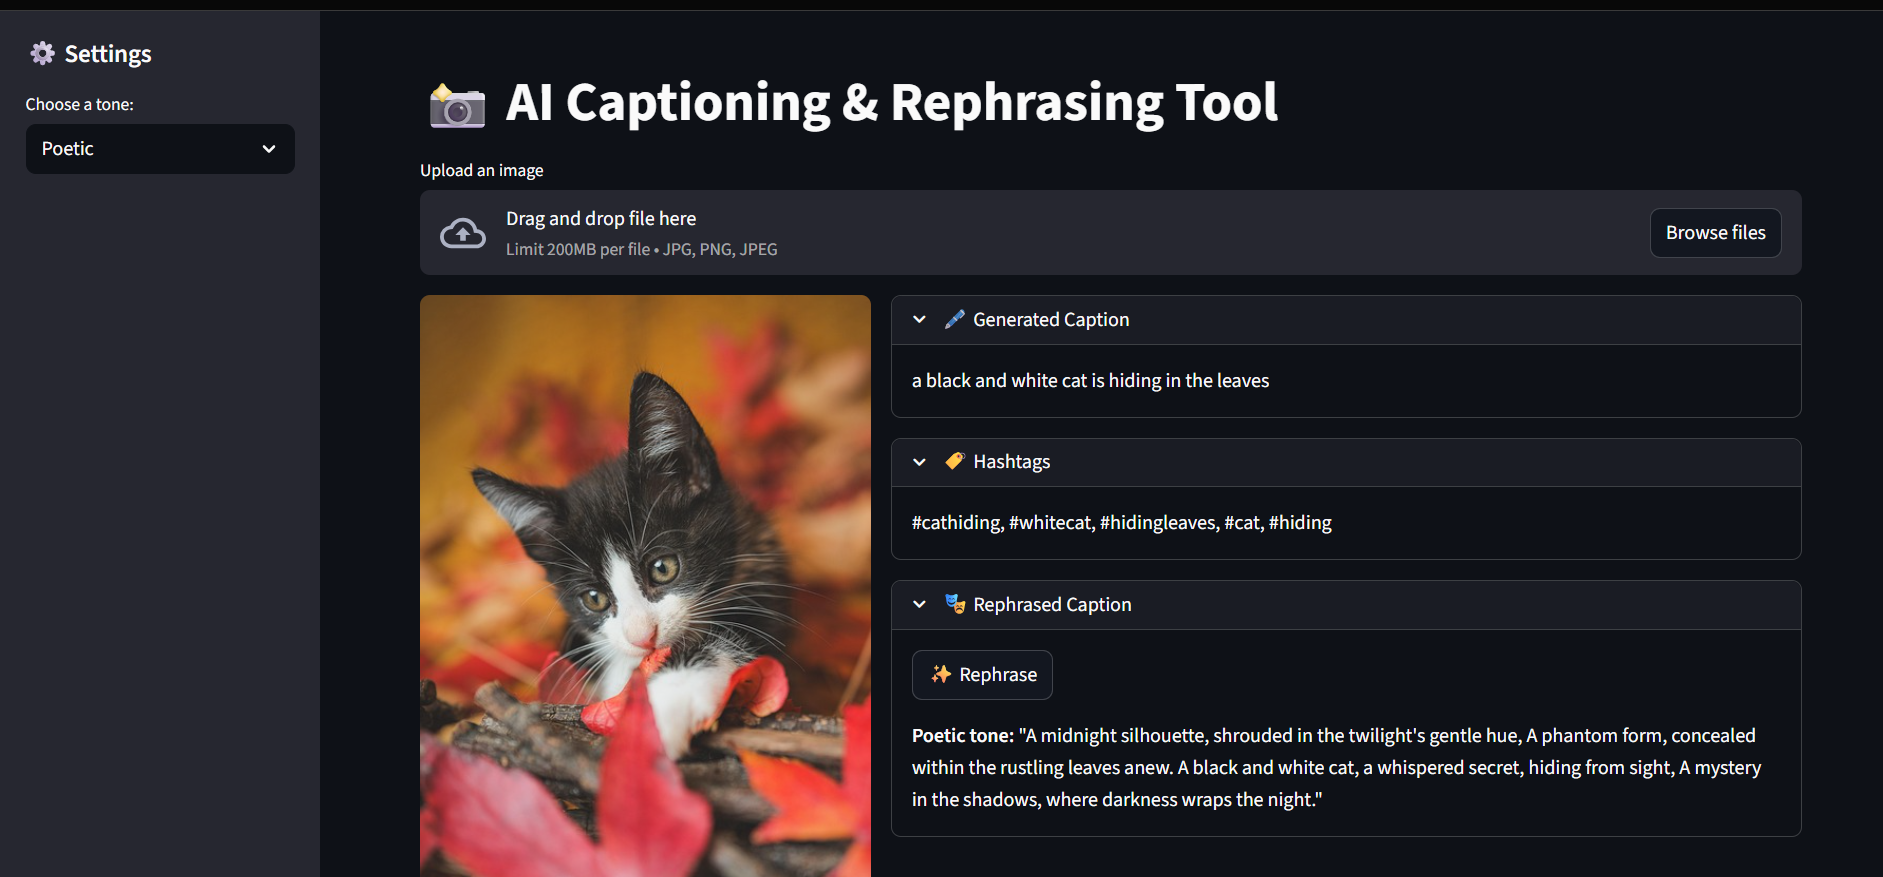 Settings
Choose a tone:
Poetic
AI Captioning & Rephrasing Tool
Upload an image
Drag and drop file here
Limit 200MB per file • JPG, PNG, JPEG
Browse files
Generated Caption
a black and white cat is hiding in the leaves
Hashtags
#cathiding, #whitecat, #hidingleaves, #cat, #hiding
Rephrased Caption
Rephrase
Poetic tone: "A midnight silhouette, shrouded in the twilight's gentle hue, A phantom form, concealed
within the rustling leaves anew. A black and white cat, a whispered secret, hiding from sight, A mystery
in the shadows, where darkness wraps the night."